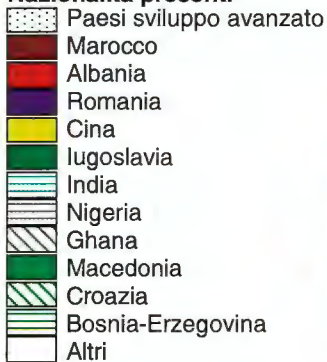 Nazionalità presenti
Paesi sviluppo avanzato
Marocco
Albania
Romania
Cina
Iugoslavia
India
Nigeria
Ghana
Macedonia
Croazia
Bosnia-Erzegovina
Altri